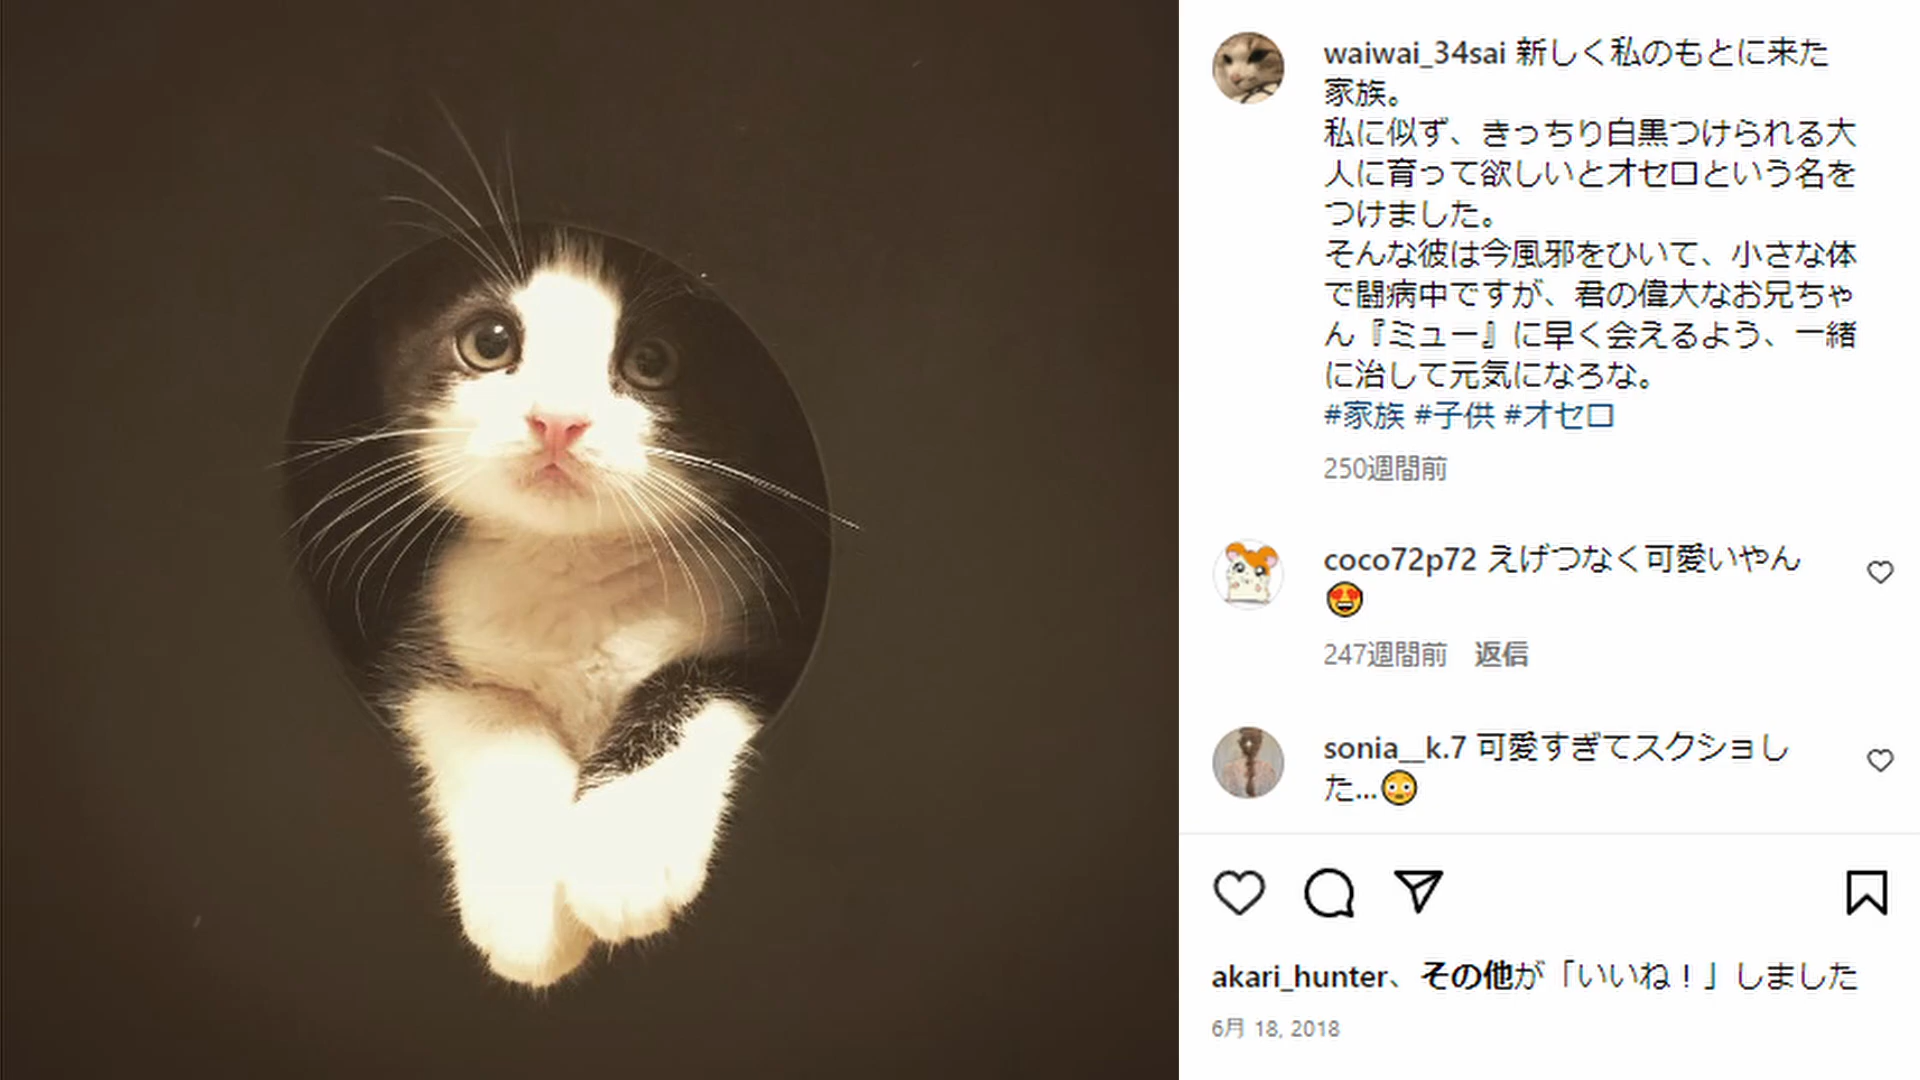 waiwai_34sai 新しく私のもとに来た
家族。
私に似ず、きっちり白黒つけられる大
人に育って欲しいとオセロという名を
つけました。
そんな彼は今風邪をひいて、小さな体
で闘病中ですが、君の偉大なお兄ちゃ
ん『ミュー』に早く会えるよう、一緒
に治して元気になろな。
#家族 #子供 #オセロ
250週間前
coco72p72 えげつなく可愛いやん
😍
247週間前 返信
sonia__k.7 可愛すぎてスクショし
た...😳
akari_hunter、その他が「いいね！」しました
6月 18, 2018